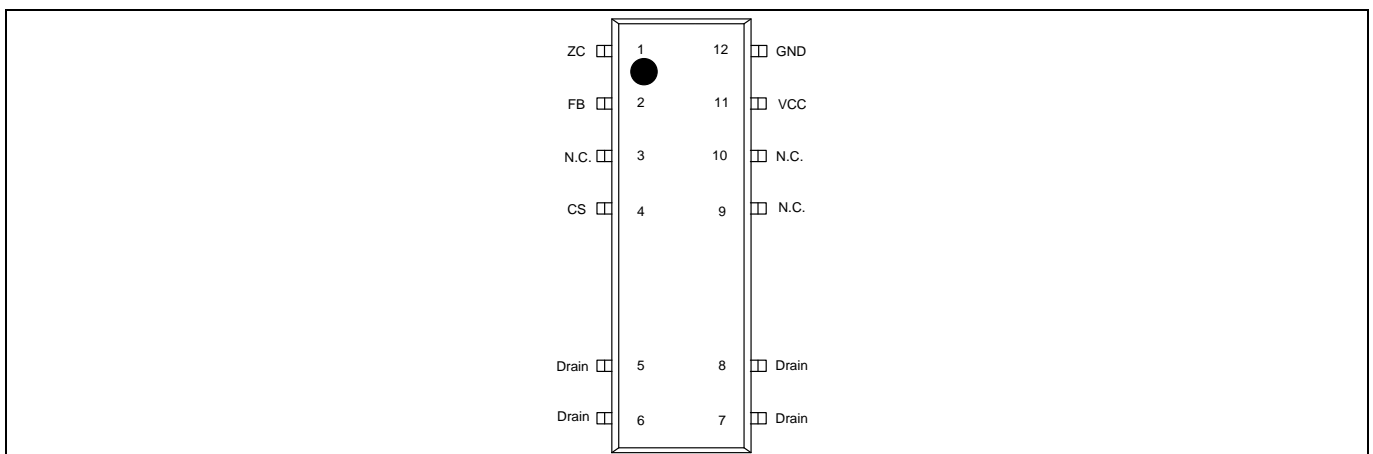 ZC 1 12 GND
FB 2 11 VCC
N.C. 3 10 N.C.
CS 4 9 N.C.
Drain 5 8 Drain
Drain 6 7 Drain